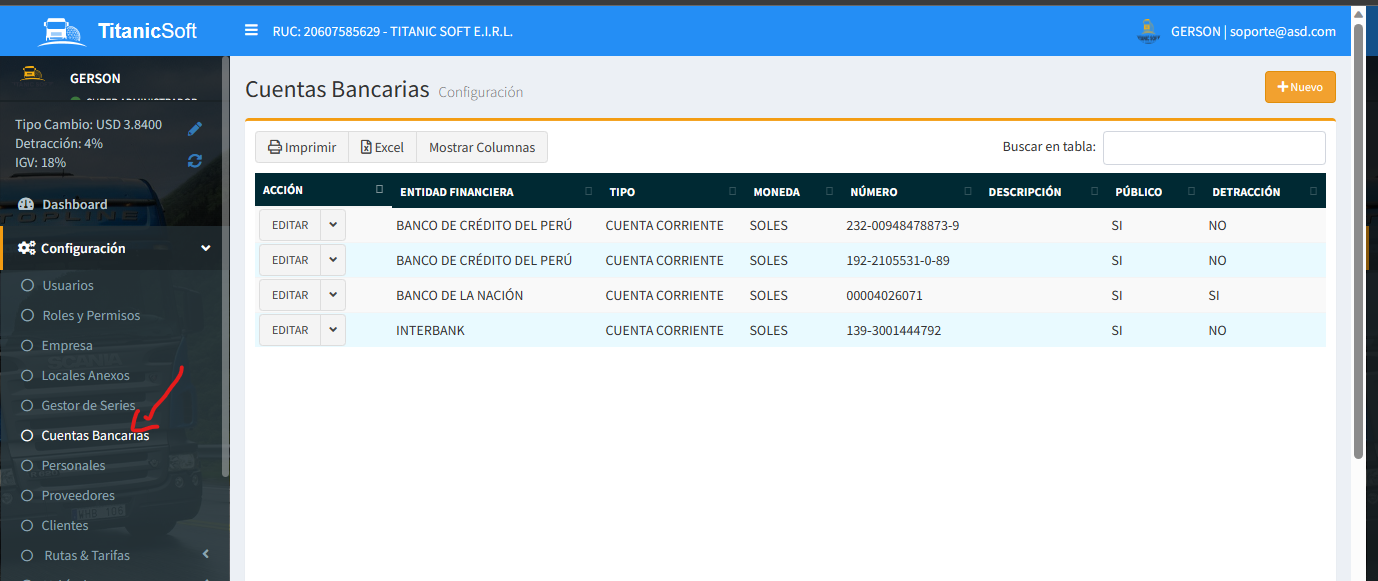 TitanicSoft
RUC: 20607585629 - TITANIC SOFT E.I.R.L.
GERSON | soporte@asd.com
GERSON
SUPER ADMINISTRADOR
Tipo Cambio: USD 3.8400
Detracción: 4%
IGV: 18%
Dashboard
Configuración
Usuarios
Roles y Permisos
Empresa
Locales Anexos
Gestor de Series
Cuentas Bancarias
Personales
Proveedores
Clientes
Rutas & Tarifas
Cuentas Bancarias Configuración
Nuevo
Imprimir Excel Mostrar Columnas
Buscar en tabla:
ACCIÓN ENTIDAD FINANCIERA TIPO MONEDA NÚMERO DESCRIPCIÓN PÚBLICO DETRACCIÓN
EDITAR BANCO DE CRÉDITO DEL PERÚ CUENTA CORRIENTE SOLES 232-00948478873-9 SI NO
EDITAR BANCO DE CRÉDITO DEL PERÚ CUENTA CORRIENTE SOLES 192-2105531-0-89 SI NO
EDITAR BANCO DE LA NACIÓN CUENTA CORRIENTE SOLES 00004026071 SI SI
EDITAR INTERBANK CUENTA CORRIENTE SOLES 139-3001444792 SI NO